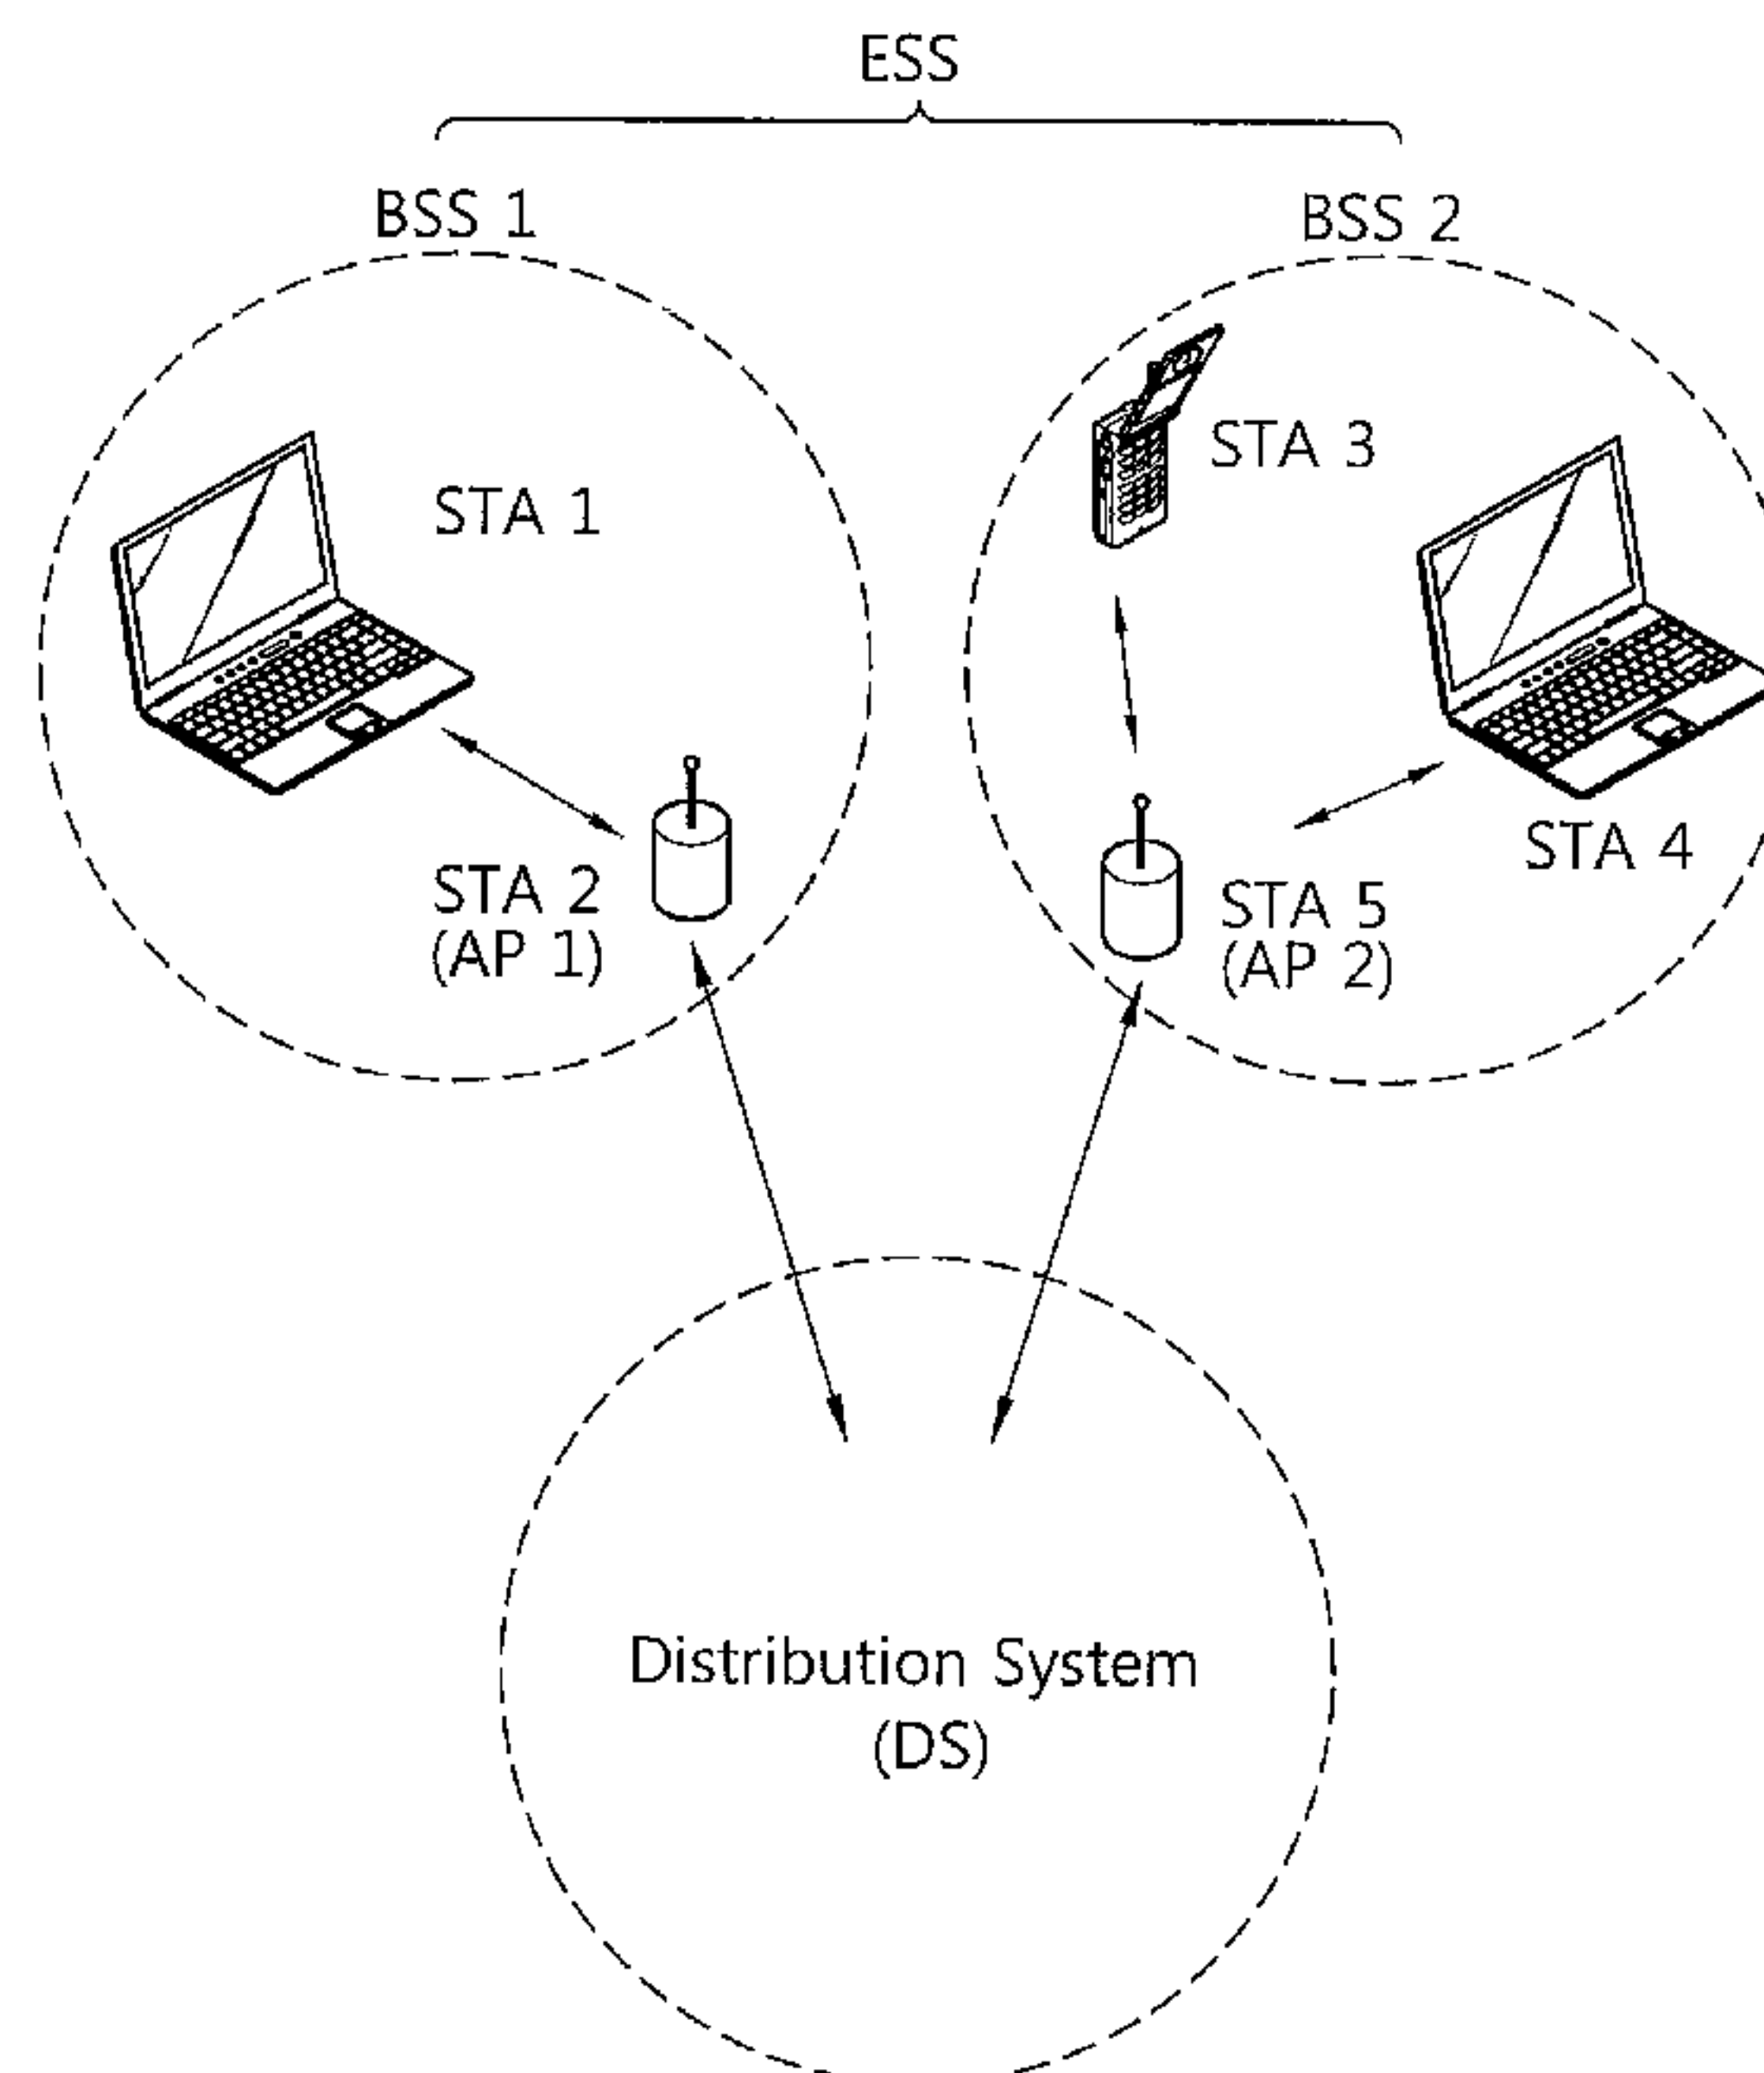 ESS
BSS 1
BSS 2
STA 3
STA 1
STA 4
STA 2
(AP 1)
STA 5
(AP 2)
Distribution System
(DS)